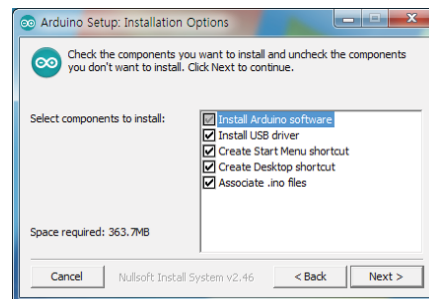 Arduino Setup: Installation Options
Check the components you want to install and uncheck the components
you don't want to install. Click Next to continue.
Select components to install:
Install Arduino software
Install USB driver
Create Start Menu shortcut
Create Desktop shortcut
Associate .ino files
Space required: 363.7MB
Cancel
Nullsoft Install System v2.46
< Back
Next >